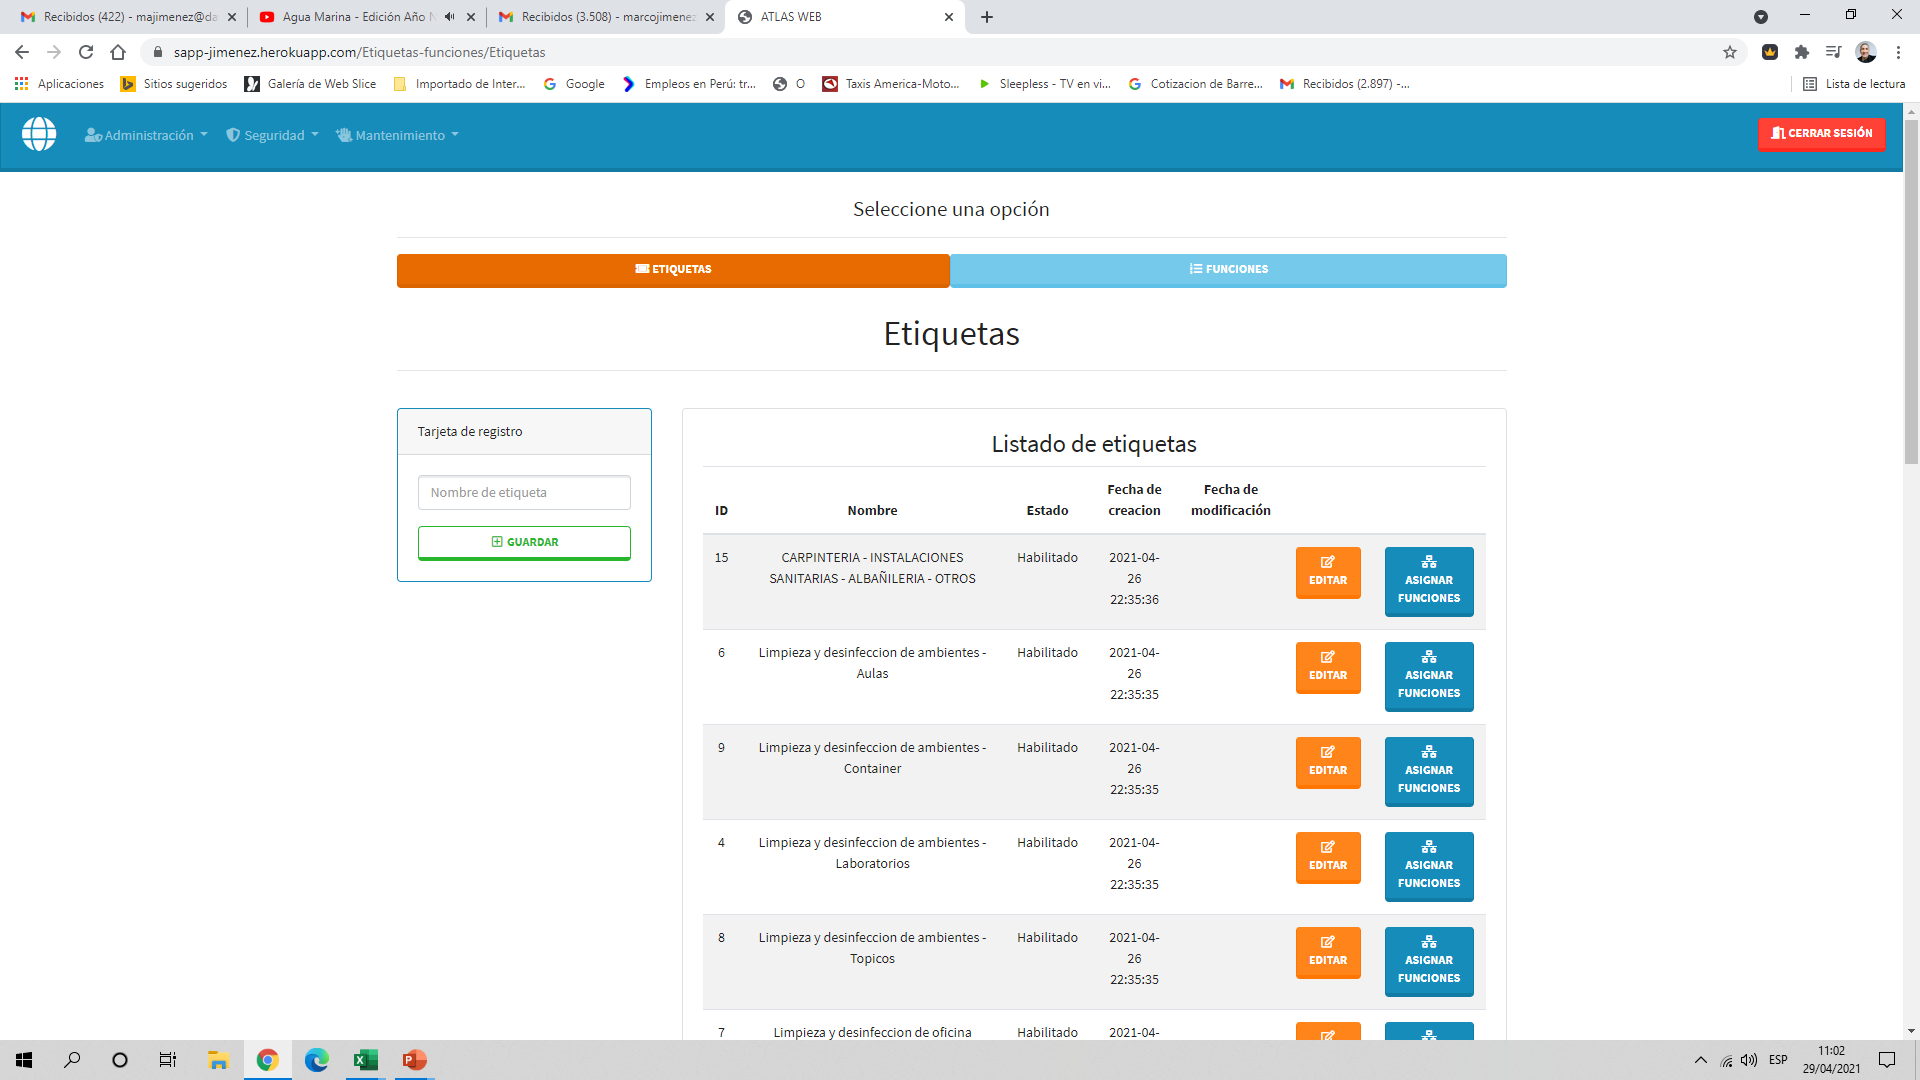 Recibidos (422) - majimenez@da
Agua Marina - Edición Año N
Recibidos (3.508) - marcojimenez
ATLAS WEB
sapp-jimenez.herokuapp.com/Etiquetas-funciones/Etiquetas
Aplicaciones
Sitios sugeridos
Galería de Web Slice
Importado de Inter...
Google
Empleos en Perú: tr...
O
Taxis America-Moto...
Sleepless - TV en vi...
Cotizacion de Barre...
Recibidos (2.897) -...
Lista de lectura
Administración
Seguridad
Mantenimiento
CERRAR SESIÓN
Seleccione una opción
ETIQUETAS
FUNCIONES
Etiquetas
Tarjeta de registro
Nombre de etiqueta
GUARDAR
Listado de etiquetas
ID
Nombre
Estado
Fecha de
creacion
Fecha de
modificación
15
CARPINTERIA - INSTALACIONES
SANITARIAS - ALBAÑILERIA - OTROS
Habilitado
2021-04-
26
22:35:36
EDITAR
ASIGNAR
FUNCIONES
6
Limpieza y desinfeccion de ambientes -
Aulas
Habilitado
2021-04-
26
22:35:35
EDITAR
ASIGNAR
FUNCIONES
9
Limpieza y desinfeccion de ambientes -
Container
Habilitado
2021-04-
26
22:35:35
EDITAR
ASIGNAR
FUNCIONES
4
Limpieza y desinfeccion de ambientes -
Laboratorios
Habilitado
2021-04-
26
22:35:35
EDITAR
ASIGNAR
FUNCIONES
8
Limpieza y desinfeccion de ambientes -
Topicos
Habilitado
2021-04-
26
22:35:35
EDITAR
ASIGNAR
FUNCIONES
7
Limpieza y desinfeccion de oficina
Habilitado
2021-04-
ESP
11:02
29/04/2021